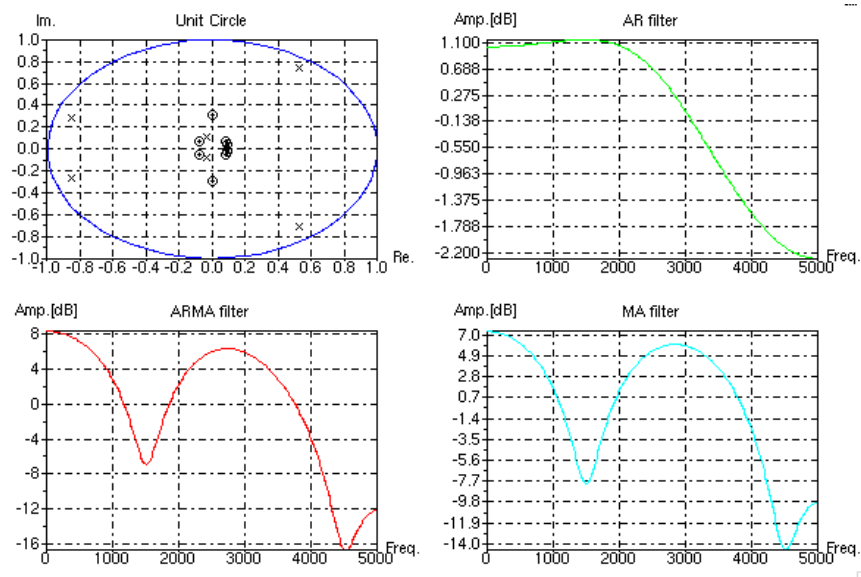 Im.
Unit Circle
1.0
0.8
0.6
0.4
0.2
0.0
-0.2
-0.4
-0.6
-0.8
-1.0
-1.0 -0.8 -0.6 -0.4 -0.2 0.0 0.2 0.4 0.6 0.8 1.0
Re.
Amp.[dB]
AR filter
1.100
0.688
0.275
-0.138
-0.550
-0.963
-1.375
-1.788
-2.200
0 1000 2000 3000 4000 5000
Freq.
Amp.[dB]
ARMA filter
8
4
0
-4
-8
-12
-16
0 1000 2000 3000 4000 5000
Freq.
Amp.[dB]
MA filter
7.0
4.9
2.8
0.7
-1.4
-3.5
-5.6
-7.7
-9.8
-11.9
-14.0
0 1000 2000 3000 4000 5000
Freq.